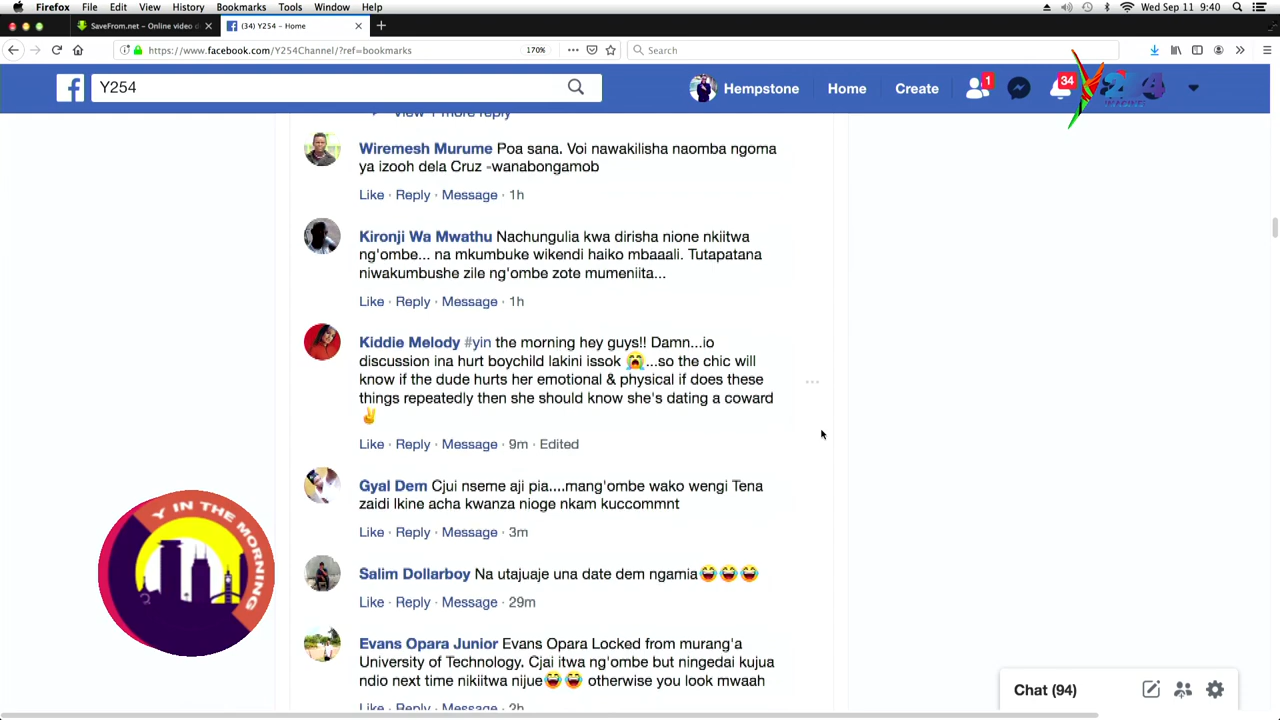 Firefox File Edit View History Bookmarks Tools Window Help
Wed Sep 11 9:40
SaveFrom.net – Online video d
(34) Y254 – Home
https://www.facebook.com/Y254Channel/?ref=bookmarks
170%
Search
Y254
Hempstone Home Create
1
34
View 1 more reply
Wiremesh Murume Poa sana. Voi nawakilisha naomba ngoma
ya izooh dela Cruz -wanabongamob
Like · Reply · Message · 1h
Kironji Wa Mwathu Nachungulia kwa dirisha nione nkiitwa
ng'ombe... na mkumbuke wikendi haiko mbaaali. Tutapatana
niwakumbushe zile ng'ombe zote mumeniita...
Like · Reply · Message · 1h
Kiddie Melody #yin the morning hey guys!! Damn...io
discussion ina hurt boychild lakini issok 😭...so the chic will
know if the dude hurts her emotional & physical if does these
things repeatedly then she should know she's dating a coward
✌
Like · Reply · Message · 9m · Edited
Gyal Dem Cjui nseme aji pia....mang'ombe wako wengi Tena
zaidi lkine acha kwanza nioge nkam kuccommnt
Like · Reply · Message · 3m
Salim Dollarboy Na utajuaje una date dem ngamia😂😂😂
Like · Reply · Message · 29m
Evans Opara Junior Evans Opara Locked from murang'a
University of Technology. Cjai itwa ng'ombe but ningedai kujua
ndio next time nikiitwa nijue😂😂 otherwise you look mwaah
Like · Reply · Message · 2h
Y IN THE MORNING
Chat (94)